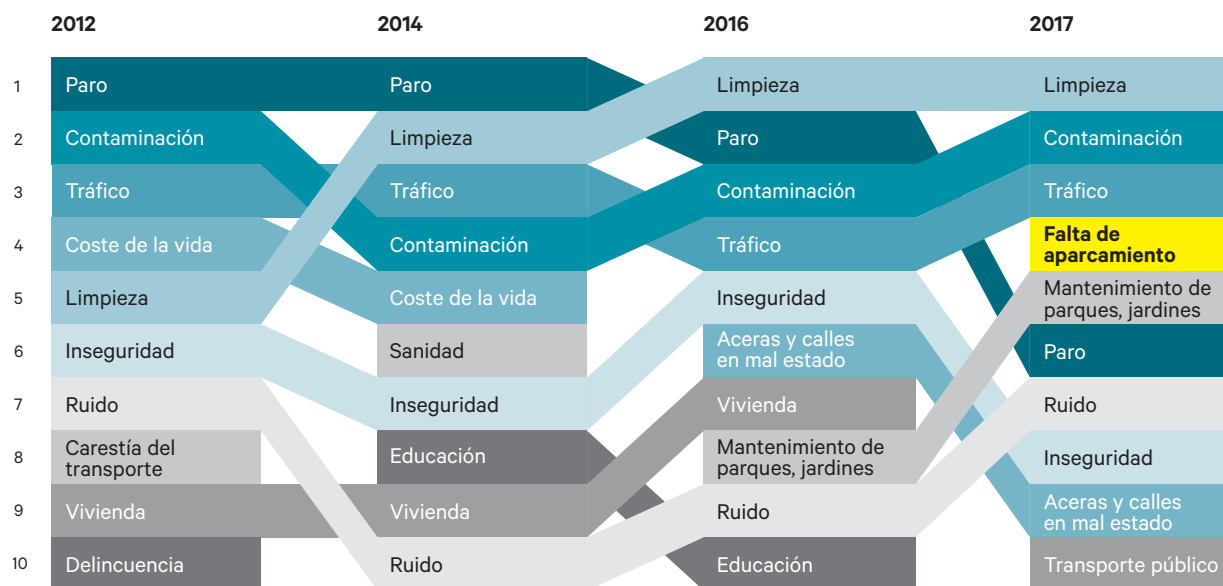 2012 2014 2016 2017
1 Paro Paro Limpieza Limpieza
2 Contaminación Limpieza Paro Contaminación
3 Tráfico Tráfico Contaminación Tráfico
4 Coste de la vida Contaminación Tráfico Falta de
aparcamiento
5 Limpieza Coste de la vida Inseguridad Mantenimiento de
parques, jardines
6 Inseguridad Sanidad Aceras y calles
en mal estado Paro
7 Ruido Inseguridad Vivienda Ruido
8 Carestía del
transporte Educación Mantenimiento de
parques, jardines Inseguridad
9 Vivienda Vivienda Ruido Aceras y calles
en mal estado
10 Delincuencia Ruido Educación Transporte público